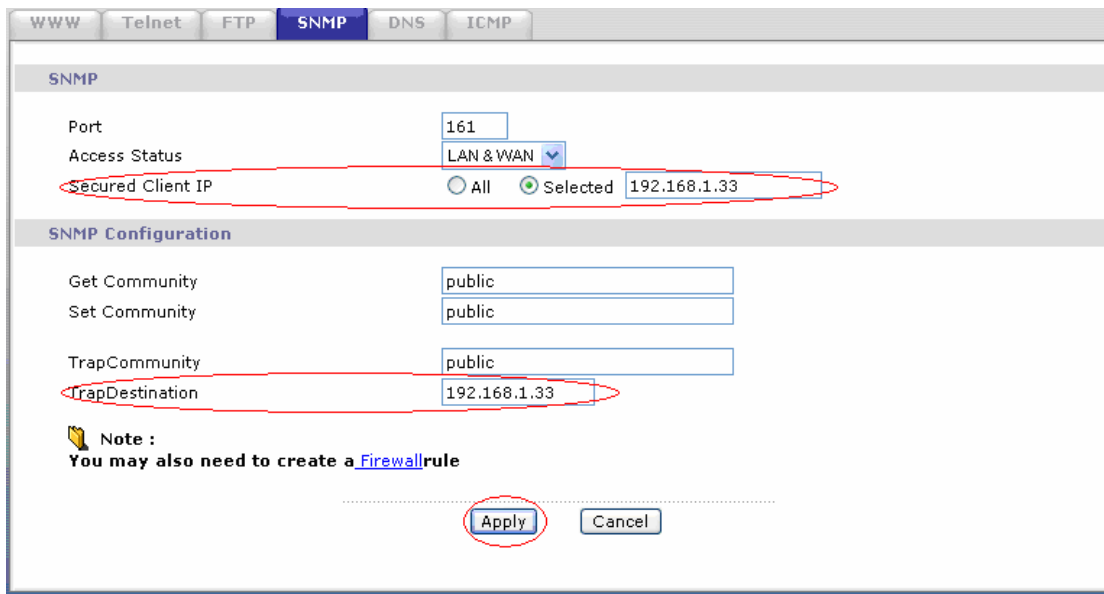 WWW Telnet FTP SNMP DNS ICMP
SNMP
Port 161
Access Status LAN & WAN
Secured Client IP All Selected 192.168.1.33
SNMP Configuration
Get Community public
Set Community public
TrapCommunity public
TrapDestination 192.168.1.33
Note :
You may also need to create a Firewallrule
Apply Cancel